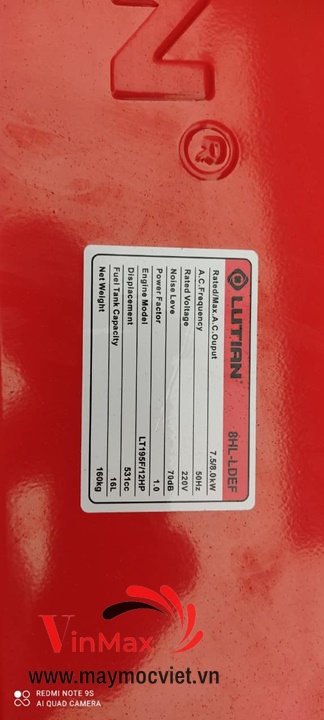 N
®
LUTIAN® 8HL-LDEF
Rated/Max.A.C.Ouput 7.5/8.0kW
A.C.Frequency 50Hz
Rated Voltage 220V
Noise Leve 70dB
Power Factor 1.0
Engine Model LT195F/12HP
Displacement 531cc
Fuel Tank Capacity 16L
Net Weight 160kg
VinMax
www.maymocviet.vn
REDMI NOTE 9S
AI QUAD CAMERA